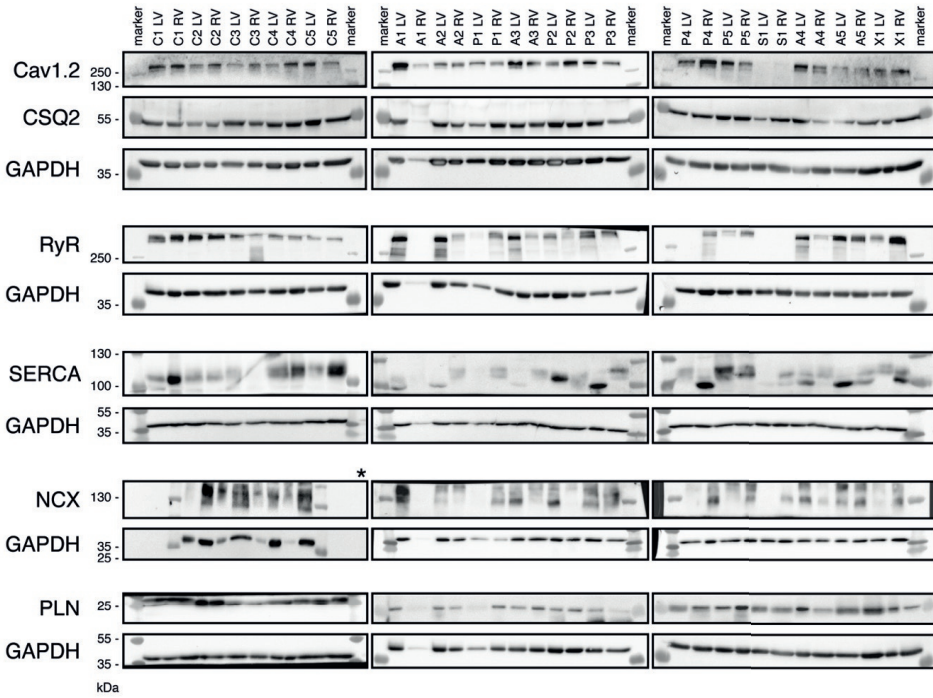 marker C1 LV C1 RV C2 LV C2 RV C3 LV C3 RV C4 LV C4 RV C5 LV C5 RV marker marker A1 LV A1 RV A2 LV A2 RV P1 LV P1 RV A3 LV A3 RV P2 LV P2 RV P3 LV P3 RV marker P4 LV P4 RV P5 LV P5 RV S1 LV S1 RV A4 LV A4 RV A5 LV A5 RV X1 LV X1 RV marker
Cav1.2 250 -
130 -
CSQ2 55 -
GAPDH 35 -
RyR
250 -
GAPDH 35 -
130 -
SERCA
100 -
55 -
GAPDH 35 -
*
NCX 130 -
GAPDH 35 -
25 -
PLN 25 -
55 -
GAPDH
35 -
kDa